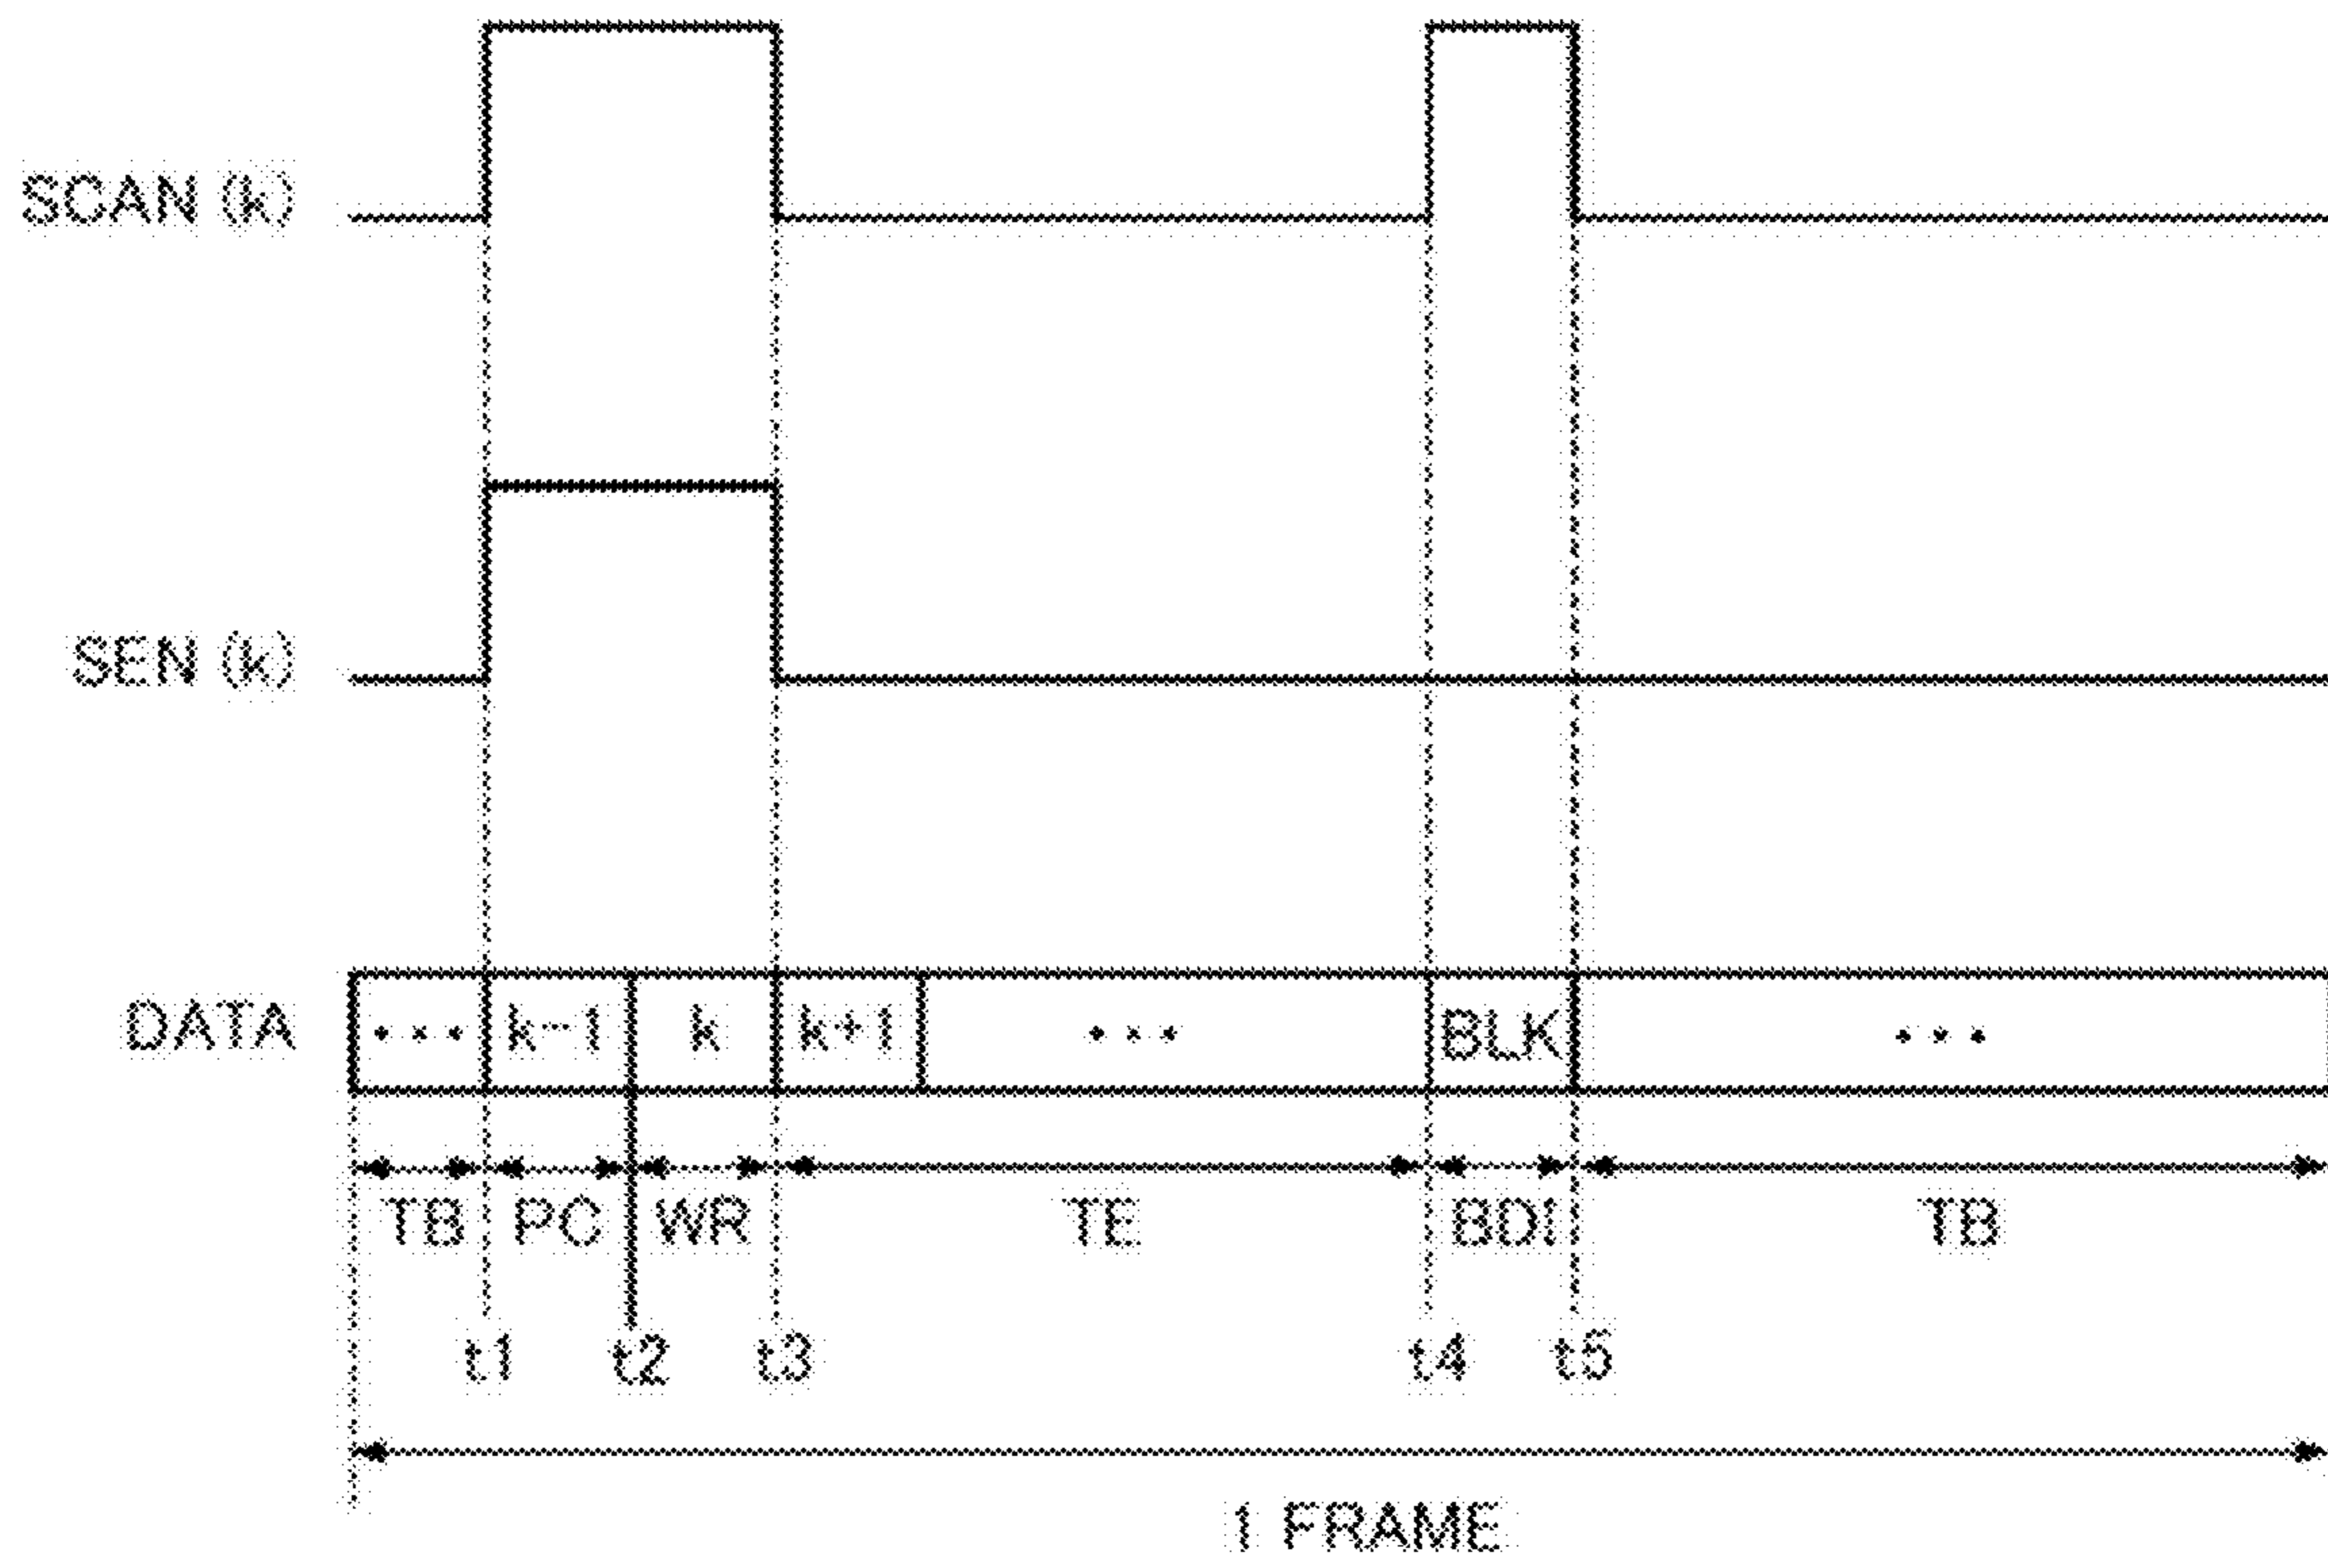 SCAN (k)
SEN (k)
DATA ... k-1 k k+1 ... BLK ...
TB PC WR TE BDI TB
t1 t2 t3 t4 t5
1 FRAME